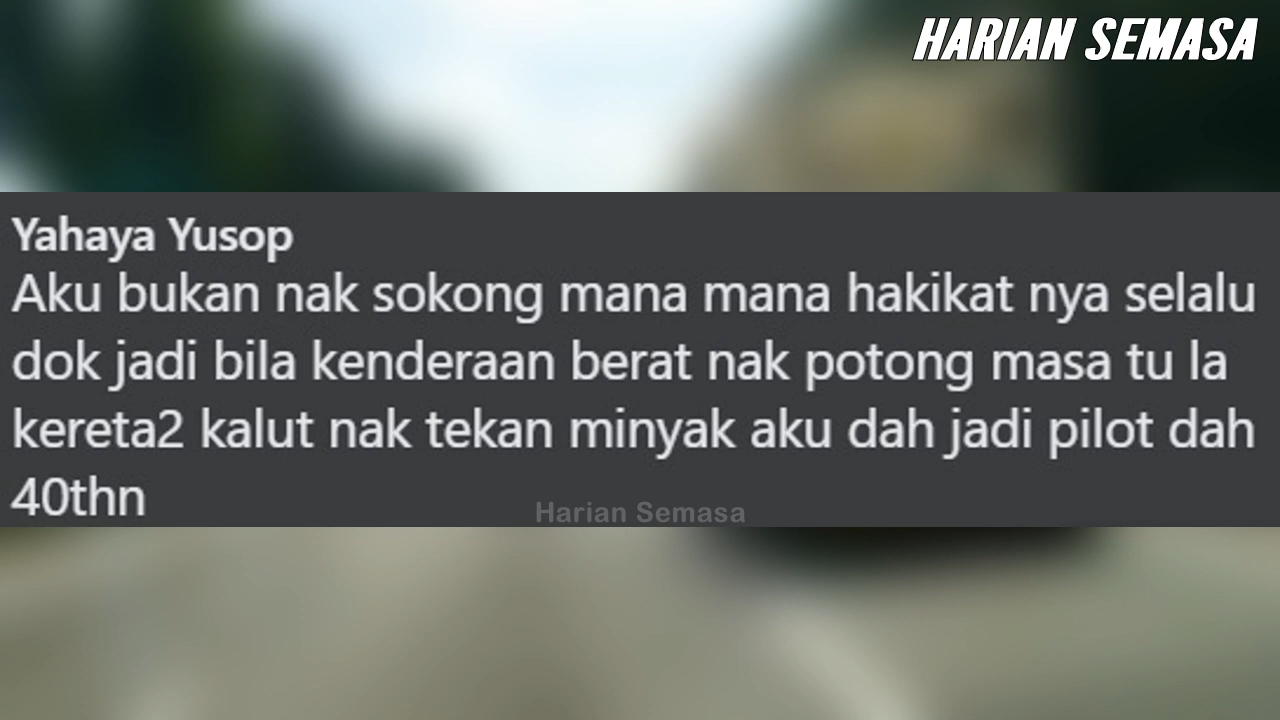 HARIAN SEMASA
Yahaya Yusop
Aku bukan nak sokong mana mana hakikat nya selalu
dok jadi bila kenderaan berat nak potong masa tu la
kereta2 kalut nak tekan minyak aku dah jadi pilot dah
40thn
Harian Semasa